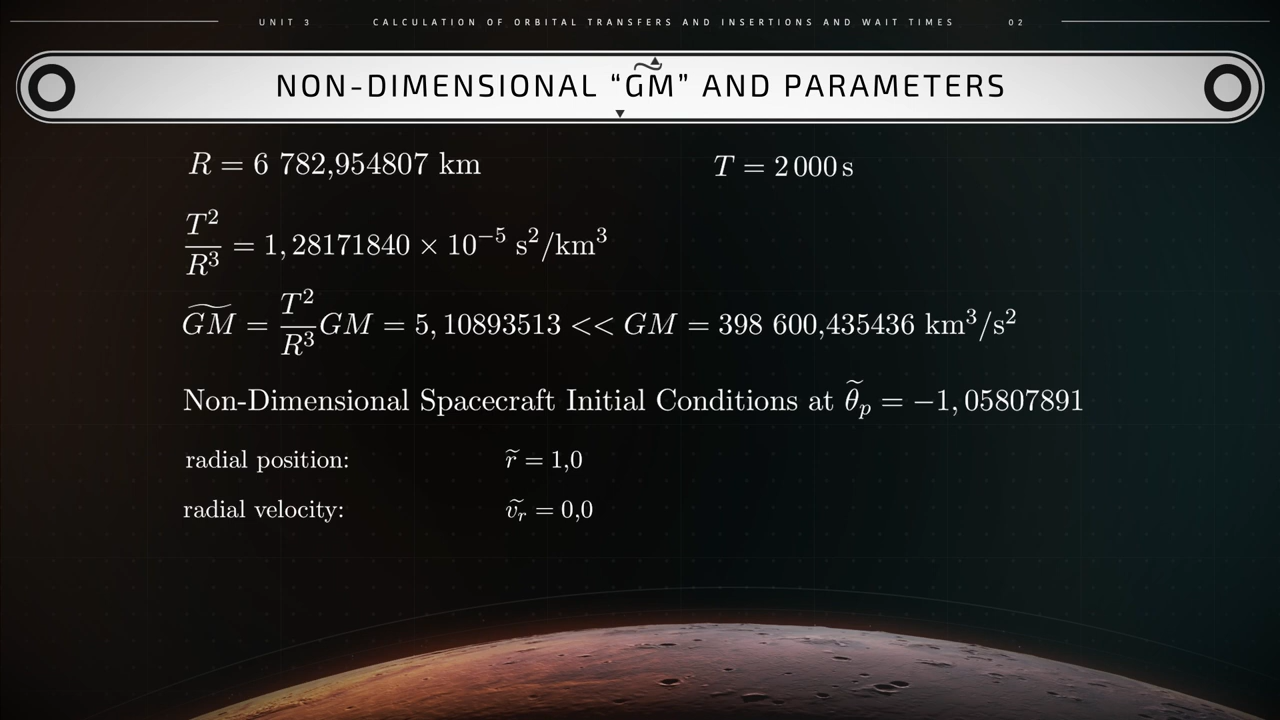 UNIT 3 CALCULATION OF ORBITAL TRANSFERS AND INSERTIONS AND WAIT TIMES 02
NON-DIMENSIONAL “G͠M” AND PARAMETERS
R = 6 782,954807 km T = 2 000 s
T²/R³ = 1, 28171840 × 10⁻⁵ s²/km³
G͠M = T²/R³ GM = 5, 10893513 << GM = 398 600,435436 km³/s²
Non-Dimensional Spacecraft Initial Conditions at θ̃ₚ = −1, 05807891
radial position: r̃ = 1,0
radial velocity: ṽᵣ = 0,0